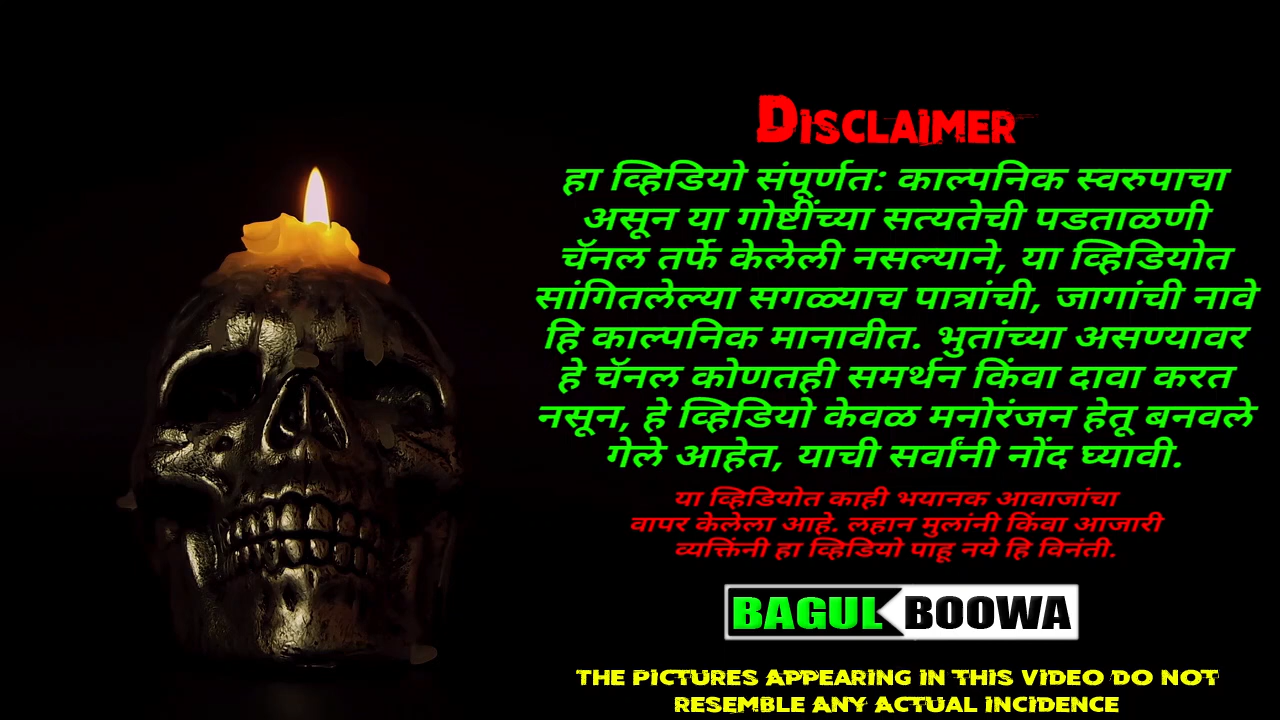 DISCLAIMER
हा व्हिडियो संपूर्णत: काल्पनिक स्वरुपाचा
असून या गोष्टींच्या सत्यतेची पडताळणी
चॅनल तर्फे केलेली नसल्याने, या व्हिडियोत
सांगितलेल्या सगळ्याच पात्रांची, जागांची नावे
हि काल्पनिक मानावीत. भुतांच्या असण्यावर
हे चॅनल कोणतही समर्थन किंवा दावा करत
नसून, हे व्हिडियो केवळ मनोरंजन हेतू बनवले
गेले आहेत, याची सर्वांनी नोंद घ्यावी.
या व्हिडियोत काही भयानक आवाजांचा
वापर केलेला आहे. लहान मुलांनी किंवा आजारी
व्यक्तिंनी हा व्हिडियो पाहू नये हि विनंती.
BAGUL BOOWA
THE PICTURES APPEARING IN THIS VIDEO DO NOT
RESEMBLE ANY ACTUAL INCIDENCE